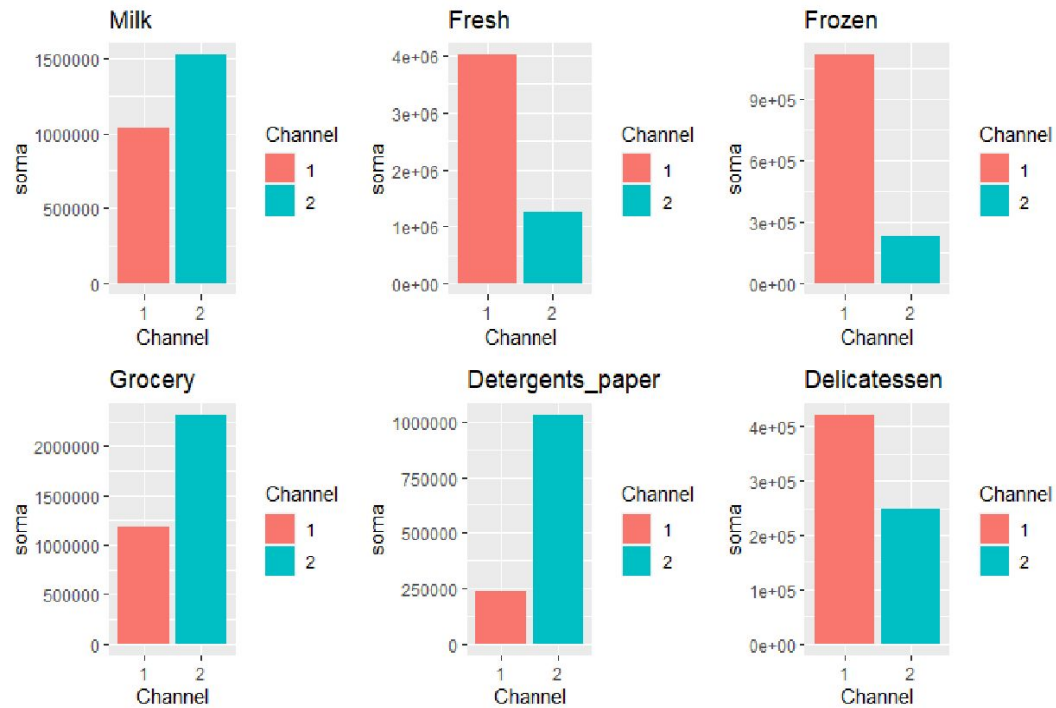 Milk
1500000
1000000
500000
0
soma
1
2
Channel
Channel
1
2
Fresh
4e+06
3e+06
2e+06
1e+06
0e+00
soma
1
2
Channel
Channel
1
2
Frozen
9e+05
6e+05
3e+05
0e+00
soma
1
2
Channel
Channel
1
2
Grocery
2000000
1500000
1000000
500000
0
soma
1
2
Channel
Channel
1
2
Detergents_paper
1000000
750000
500000
250000
0
soma
1
2
Channel
Channel
1
2
Delicatessen
4e+05
3e+05
2e+05
1e+05
0e+00
soma
1
2
Channel
Channel
1
2